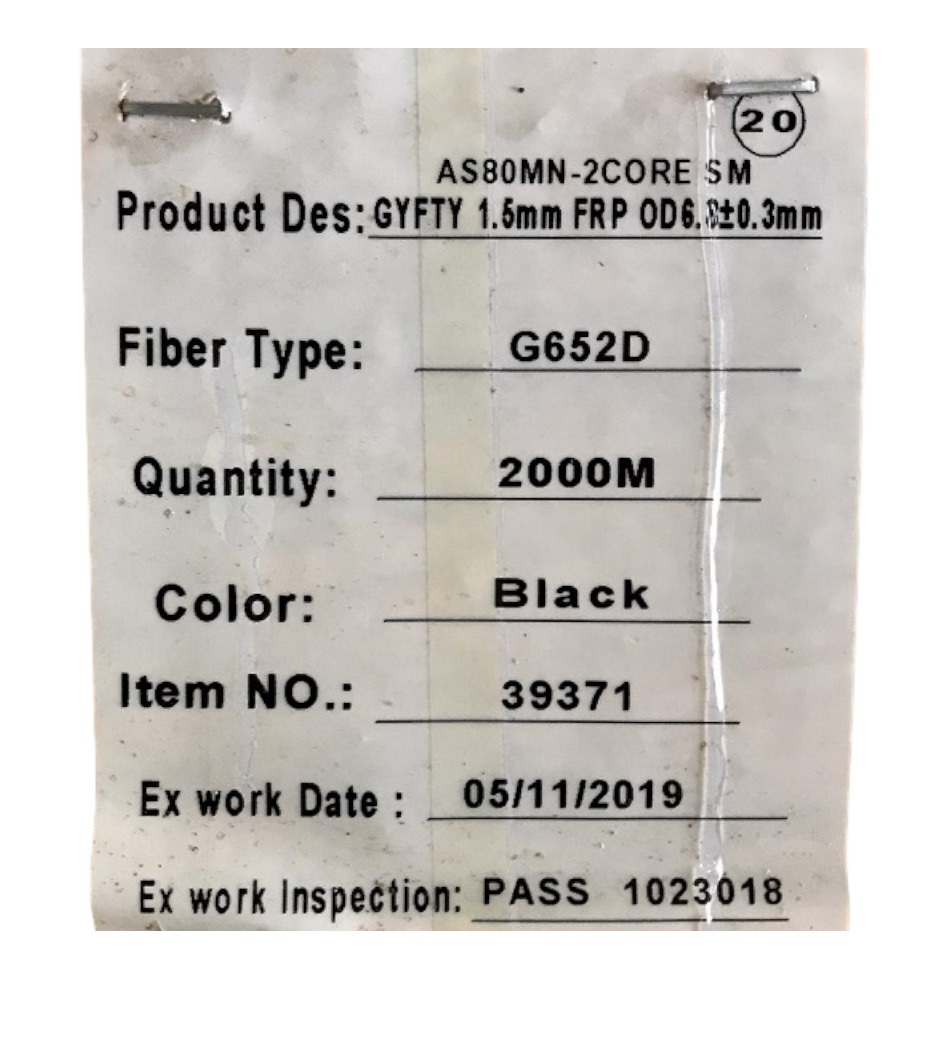 20
AS80MN-2CORE SM
Product Des: GYFTY 1.5mm FRP
Fiber Type: G652D
Quantity: 2000M
Color: Black
Item NO.: 39371
Ex work Date : 05/11/2019
Ex work Inspection: PASS 1023018